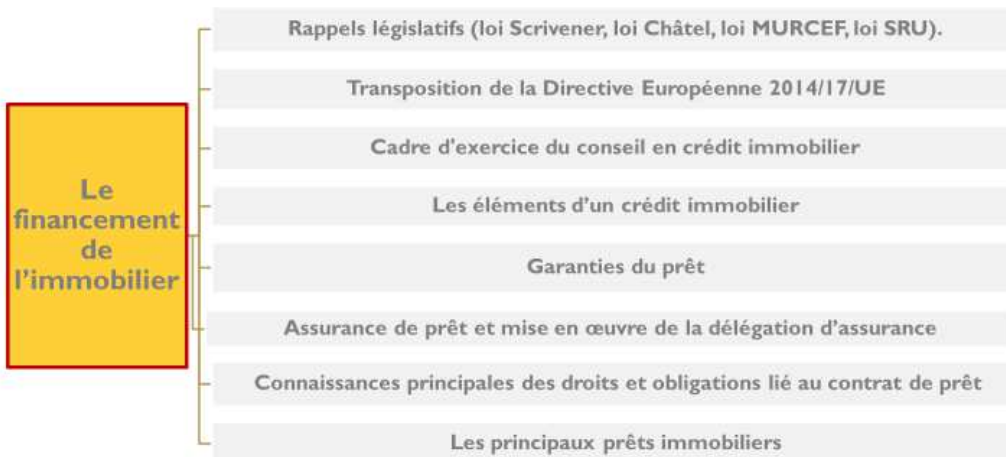 Le
financement
de
l'immobilier
Rappels législatifs (loi Scrivener, loi Châtel, loi MURCEF, loi SRU).
Transposition de la Directive Européenne 2014/17/UE
Cadre d'exercice du conseil en crédit immobilier
Les éléments d'un crédit immobilier
Garanties du prêt
Assurance de prêt et mise en œuvre de la délégation d'assurance
Connaissances principales des droits et obligations lié au contrat de prêt
Les principaux prêts immobiliers